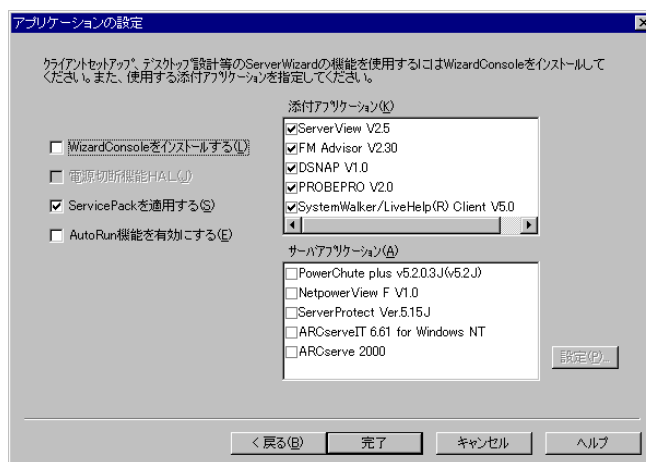 アプリケーションの設定
クライアントセットアップ、デスクトップ設計等のServerWizardの機能を使用するにはWizardConsoleをインストールして
ください。また、使用する添付アプリケーションを指定してください。
添付アプリケーション(K)
ServerView V2.5
FM Advisor V2.30
DSNAP V1.0
PROBEPRO V2.0
SystemWalker/LiveHelp(R) Client V5.0
WizardConsoleをインストールする(L)
電源切断機能HAL(J)
ServicePackを適用する(S)
AutoRun機能を有効にする(E)
サーバアプリケーション(A)
PowerChute plus v5.2.0.3J(v5.2J)
NetpowerView F V1.0
ServerProtect Ver.5.15J
ARCserveIT 6.61 for Windows NT
ARCserve 2000
設定(P)...
< 戻る(B)
完了
キャンセル
ヘルプ